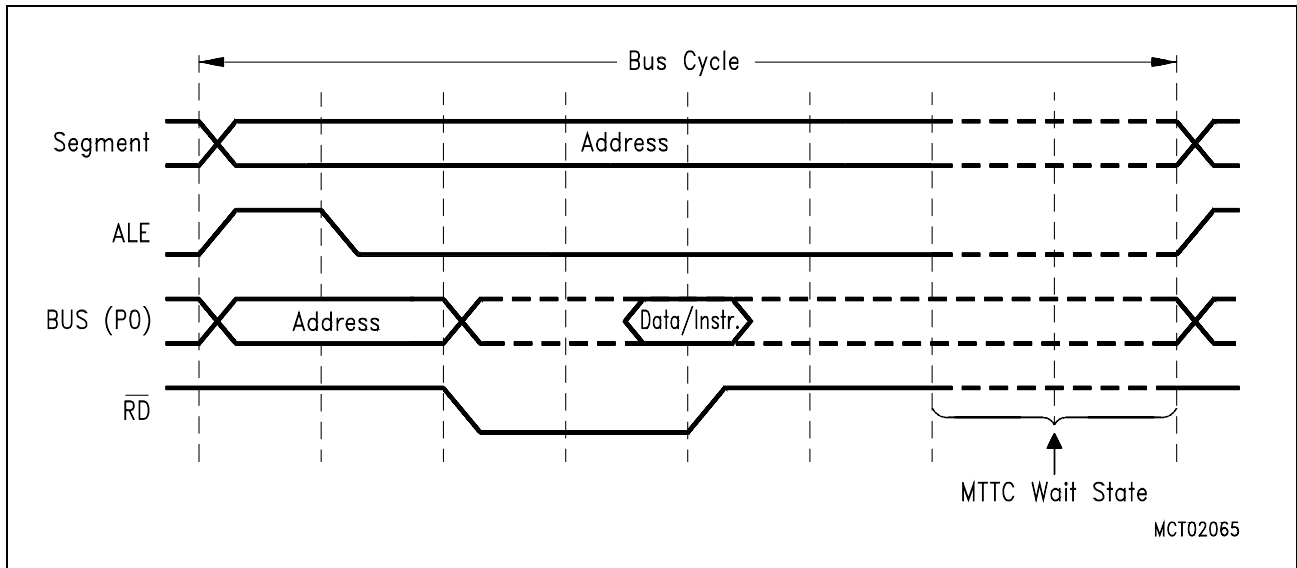 Bus Cycle
Segment
Address
ALE
BUS (P0)
Address
Data/Instr.
RD
MTTC Wait State
MCT02065